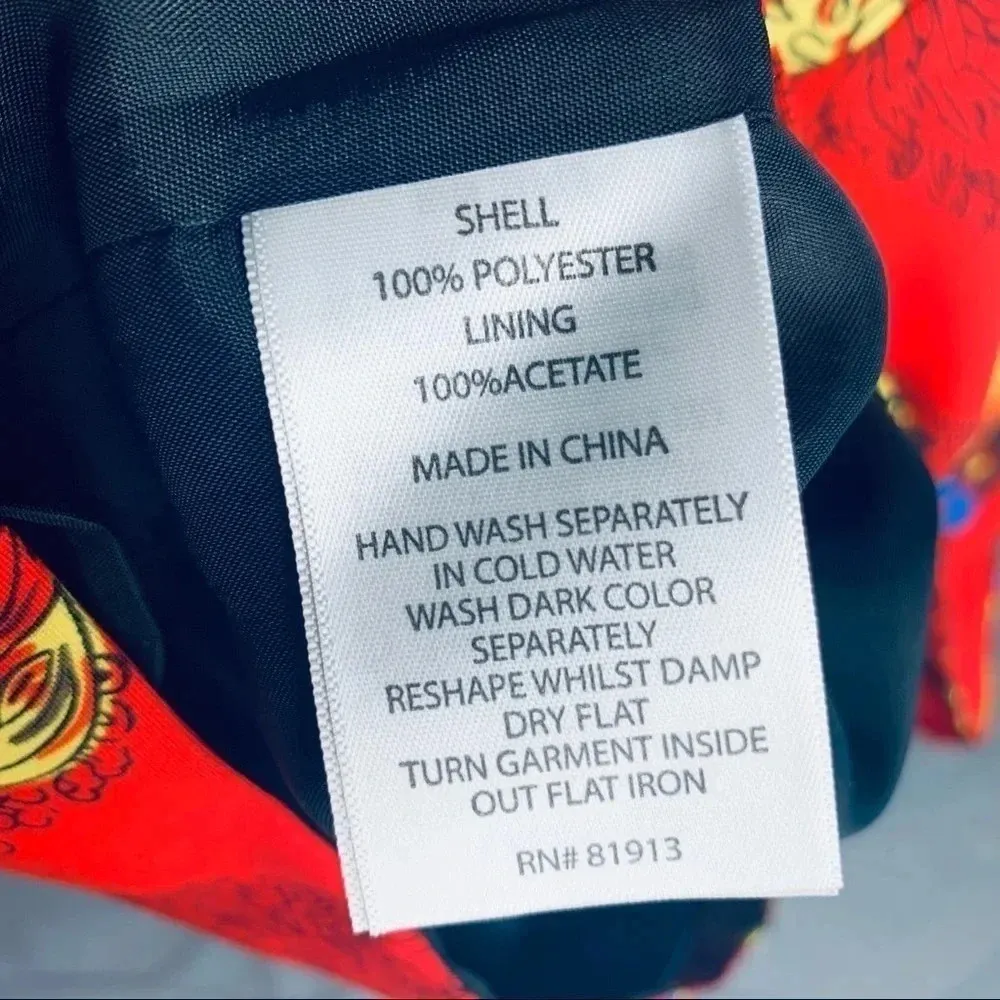 SHELL
100% POLYESTER
LINING
100%ACETATE
MADE IN CHINA
HAND WASH SEPARATELY
IN COLD WATER
WASH DARK COLOR
SEPARATELY
RESHAPE WHILST DAMP
DRY FLAT
TURN GARMENT INSIDE
OUT FLAT IRON
RN# 81913